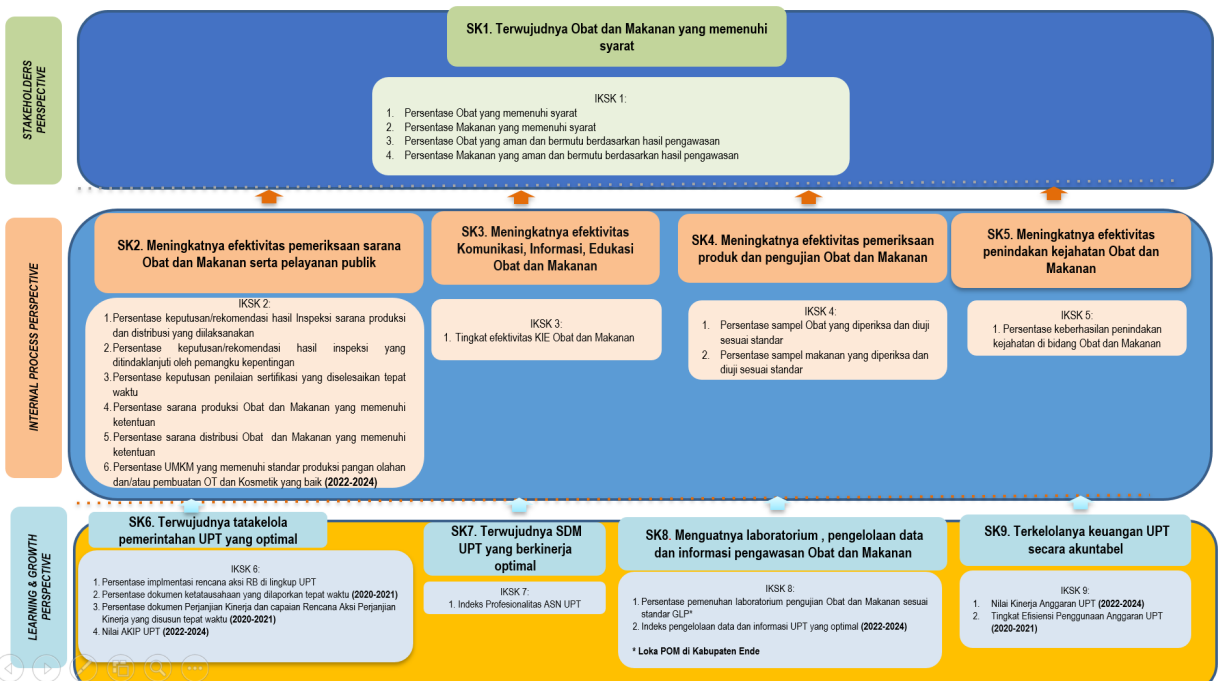 STAKEHOLDERS
PERSPECTIVE
SK1. Terwujudnya Obat dan Makanan yang memenuhi
syarat
IKSK 1:
1. Persentase Obat yang memenuhi syarat
2. Persentase Makanan yang memenuhi syarat
3. Persentase Obat yang aman dan bermutu berdasarkan hasil pengawasan
4. Persentase Makanan yang aman dan bermutu berdasarkan hasil pengawasan
INTERNAL PROCESS PERSPECTIVE
SK2. Meningkatnya efektivitas pemeriksaan sarana
Obat dan Makanan serta pelayanan publik
IKSK 2:
1. Persentase keputusan/rekomendasi hasil Inspeksi sarana produksi
dan distribusi yang diilaksanakan
2. Persentase keputusan/rekomendasi hasil inspeksi yang
ditindaklanjuti oleh pemangku kepentingan
3. Persentase keputusan penilaian sertifikasi yang diselesaikan tepat
waktu
4. Persentase sarana produksi Obat dan Makanan yang memenuhi
ketentuan
5. Persentase sarana distribusi Obat dan Makanan yang memenuhi
ketentuan
6. Persentase UMKM yang memenuhi standar produksi pangan olahan
dan/atau pembuatan OT dan Kosmetik yang baik (2022-2024)
SK3. Meningkatnya efektivitas
Komunikasi, Informasi, Edukasi
Obat dan Makanan
IKSK 3:
1. Tingkat efektivitas KIE Obat dan Makanan
SK4. Meningkatnya efektivitas pemeriksaan
produk dan pengujian Obat dan Makanan
IKSK 4:
1. Persentase sampel Obat yang diperiksa dan diuji
sesuai standar
2. Persentase sampel makanan yang diperiksa dan
diuji sesuai standar
SK5. Meningkatnya efektivitas
penindakan kejahatan Obat dan
Makanan
IKSK 5:
1. Persentase keberhasilan penindakan
kejahatan di bidang Obat dan Makanan
LEARNING & GROWTH
PERSPECTIVE
SK6. Terwujudnya tatakelola
pemerintahan UPT yang optimal
IKSK 6:
1. Persentase implmentasi rencana aksi RB di lingkup UPT
2. Persentase dokumen ketatausahaan yang dilaporkan tepat waktu (2020-2021)
3. Persentase dokumen Perjanjian Kinerja dan capaian Rencana Aksi Perjanjian
Kinerja yang disusun tepat waktu (2020-2021)
4. Nilai AKIP UPT (2022-2024)
SK7. Terwujudnya SDM
UPT yang berkinerja
optimal
IKSK 7:
1. Indeks Profesionalitas ASN UPT
SK8. Menguatnya laboratorium , pengelolaan data
dan informasi pengawasan Obat dan Makanan
IKSK 8:
1. Persentase pemenuhan laboratorium pengujian Obat dan Makanan sesuai
standar GLP*
2. Indeks pengelolaan data dan informasi UPT yang optimal (2022-2024)
* Loka POM di Kabupaten Ende
SK9. Terkelolanya keuangan UPT
secara akuntabel
IKSK 9:
1. Nilai Kinerja Anggaran UPT (2022-2024)
2. Tingkat Efisiensi Penggunaan Anggaran UPT
(2020-2021)